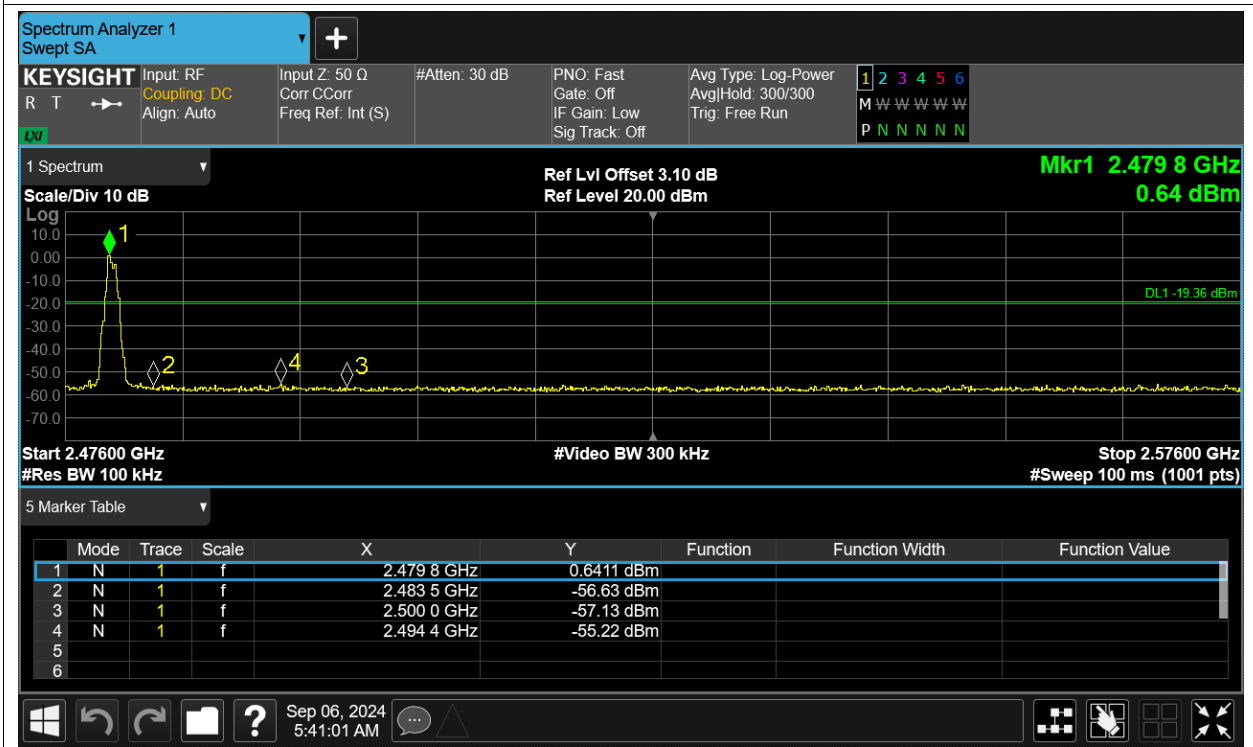 Spectrum Analyzer 1
Swept SA
+
KEYSIGHT Input: RF Input Z: 50 Ω #Atten: 30 dB PNO: Fast Avg Type: Log-Power 1 2 3 4 5 6
R T Coupling: DC Corr CCorr Gate: Off Avg|Hold: 300/300 M W W W W W
Align: Auto Freq Ref: Int (S) IF Gain: Low Trig: Free Run
LXI Sig Track: Off P N N N N N
1 Spectrum Ref Lvl Offset 3.10 dB Mkr1 2.479 8 GHz
Scale/Div 10 dB Ref Level 20.00 dBm 0.64 dBm
Log
10.0 1
0.00
-10.0
DL1 -19.36 dBm
-20.0
-30.0
-40.0
2 4 3
-50.0
-60.0
-70.0
Start 2.47600 GHz #Video BW 300 kHz Stop 2.57600 GHz
#Res BW 100 kHz #Sweep 100 ms (1001 pts)
5 Marker Table
Mode Trace Scale X Y Function Function Width Function Value
1 N 1 f 2.479 8 GHz 0.6411 dBm
2 N 1 f 2.483 5 GHz -56.63 dBm
3 N 1 f 2.500 0 GHz -57.13 dBm
4 N 1 f 2.494 4 GHz -55.22 dBm
5
6
? Sep 06, 2024
5:41:01 AM